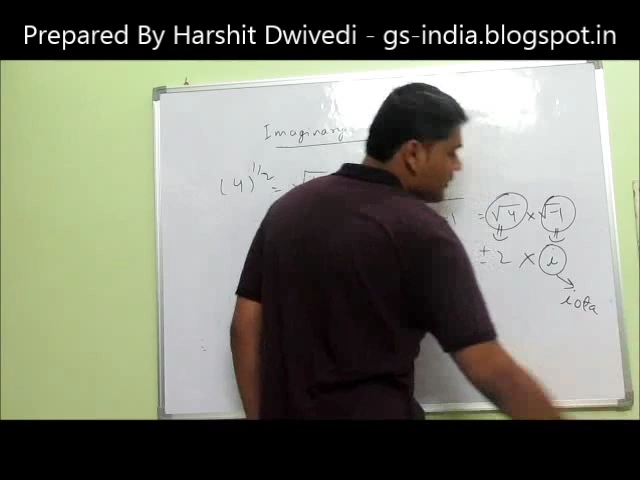 Prepared By Harshit Dwivedi - gs-india.blogspot.in
Imaginary
(4)^1/2 =
= √4 × √-1
± 2 × i
iota